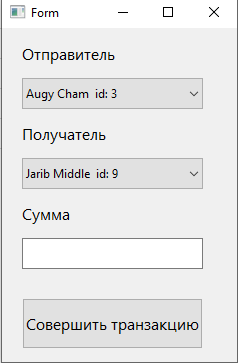 Form
Отправитель
Augy Cham  id: 3
Получатель
Jarib Middle  id: 9
Сумма
Совершить транзакцию